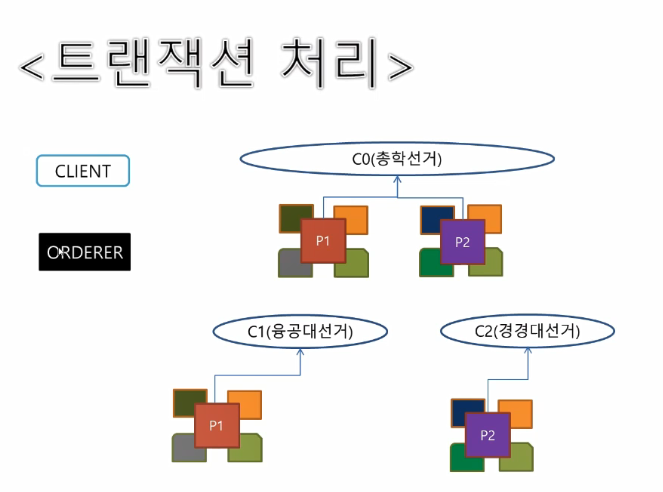 <트랜잭션 처리>
CLIENT
C0(총학선거)
P1
P2
ORDERER
C1(융공대선거)
C2(경경대선거)
P1
P2